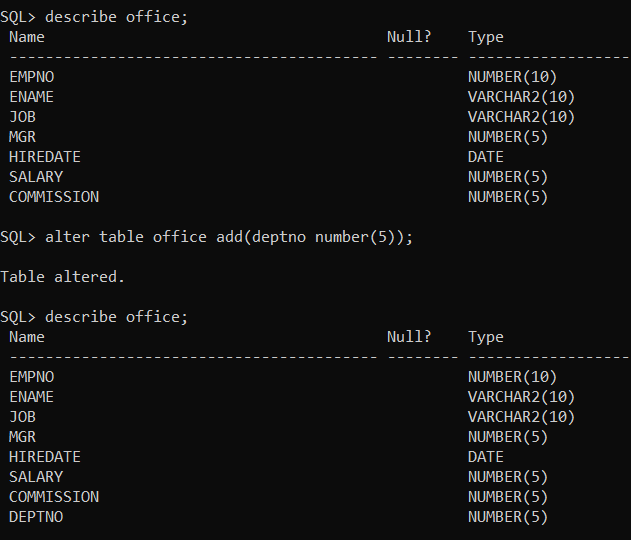 SQL> describe office;
Name Null? Type
----------------------------------------- -------- ------------------
EMPNO NUMBER(10)
ENAME VARCHAR2(10)
JOB VARCHAR2(10)
MGR NUMBER(5)
HIREDATE DATE
SALARY NUMBER(5)
COMMISSION NUMBER(5)
SQL> alter table office add(deptno number(5));
Table altered.
SQL> describe office;
Name Null? Type
----------------------------------------- -------- ------------------
EMPNO NUMBER(10)
ENAME VARCHAR2(10)
JOB VARCHAR2(10)
MGR NUMBER(5)
HIREDATE DATE
SALARY NUMBER(5)
COMMISSION NUMBER(5)
DEPTNO NUMBER(5)